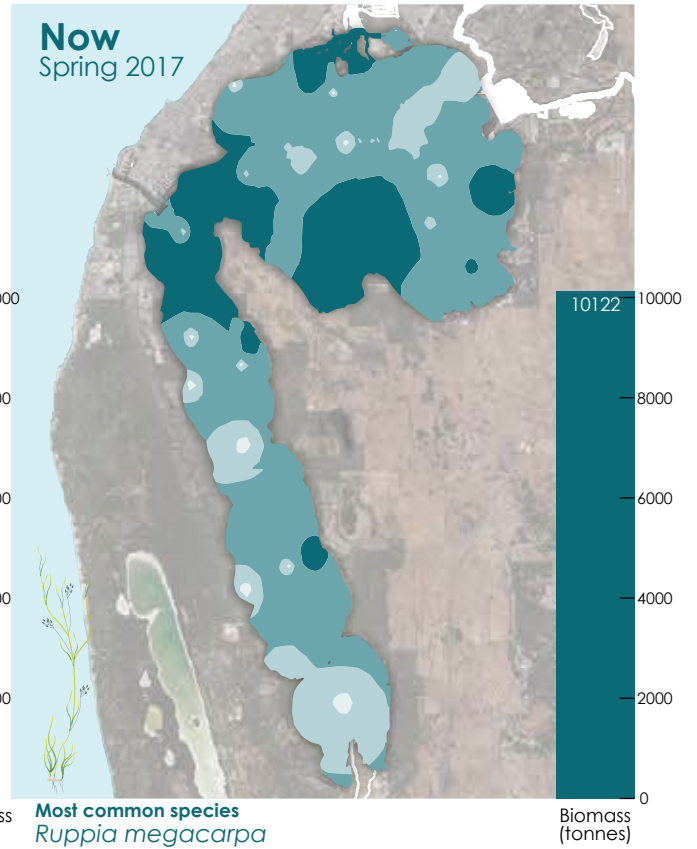 Now
Spring 2017
10122
10000
8000
6000
4000
2000
0
Most common species
Ruppia megacarpa
Biomass
(tonnes)